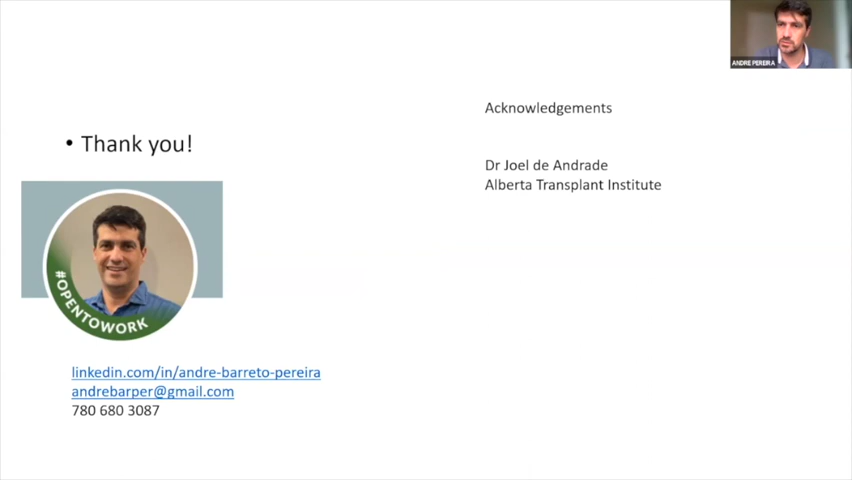 ANDRE PEREIRA
Acknowledgements
• Thank you!
Dr Joel de Andrade
Alberta Transplant Institute
#OPENTOWORK
linkedin.com/in/andre-barreto-pereira
andrebarper@gmail.com
780 680 3087